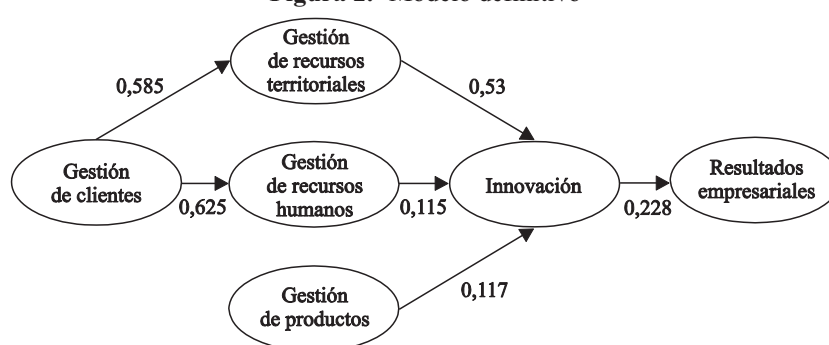 Figura 2. Modelo definitivo
Gestión
de recursos
territoriales
0,585
0,53
Gestión
de clientes
Gestión
de recursos
humanos
Innovación
Resultados
empresariales
0,625
0,115
0,228
Gestión
de productos
0,117